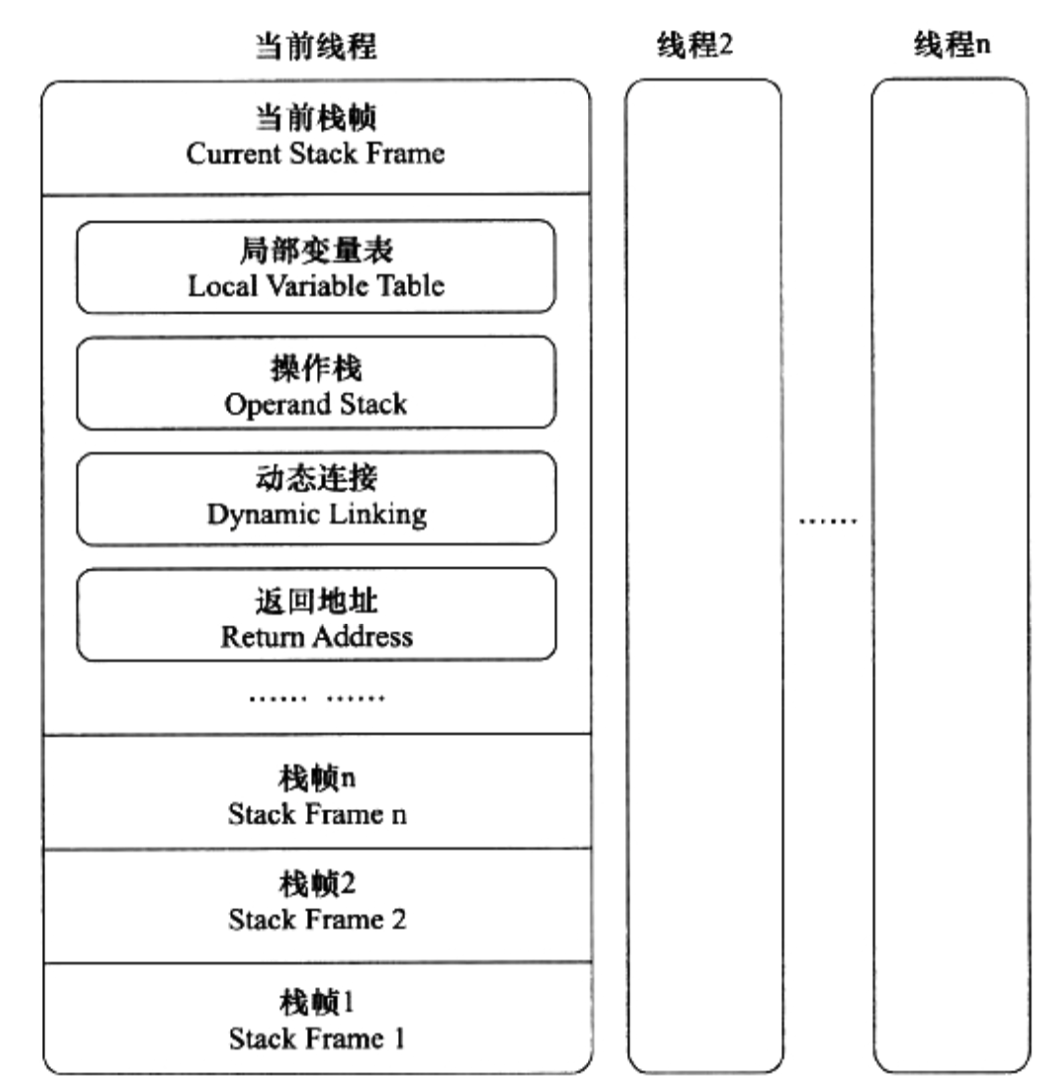 当前线程
线程2
线程n
当前栈帧
Current Stack Frame
局部变量表
Local Variable Table
操作栈
Operand Stack
动态连接
Dynamic Linking
返回地址
Return Address
…… ……
……
栈帧n
Stack Frame n
栈帧2
Stack Frame 2
栈帧1
Stack Frame 1